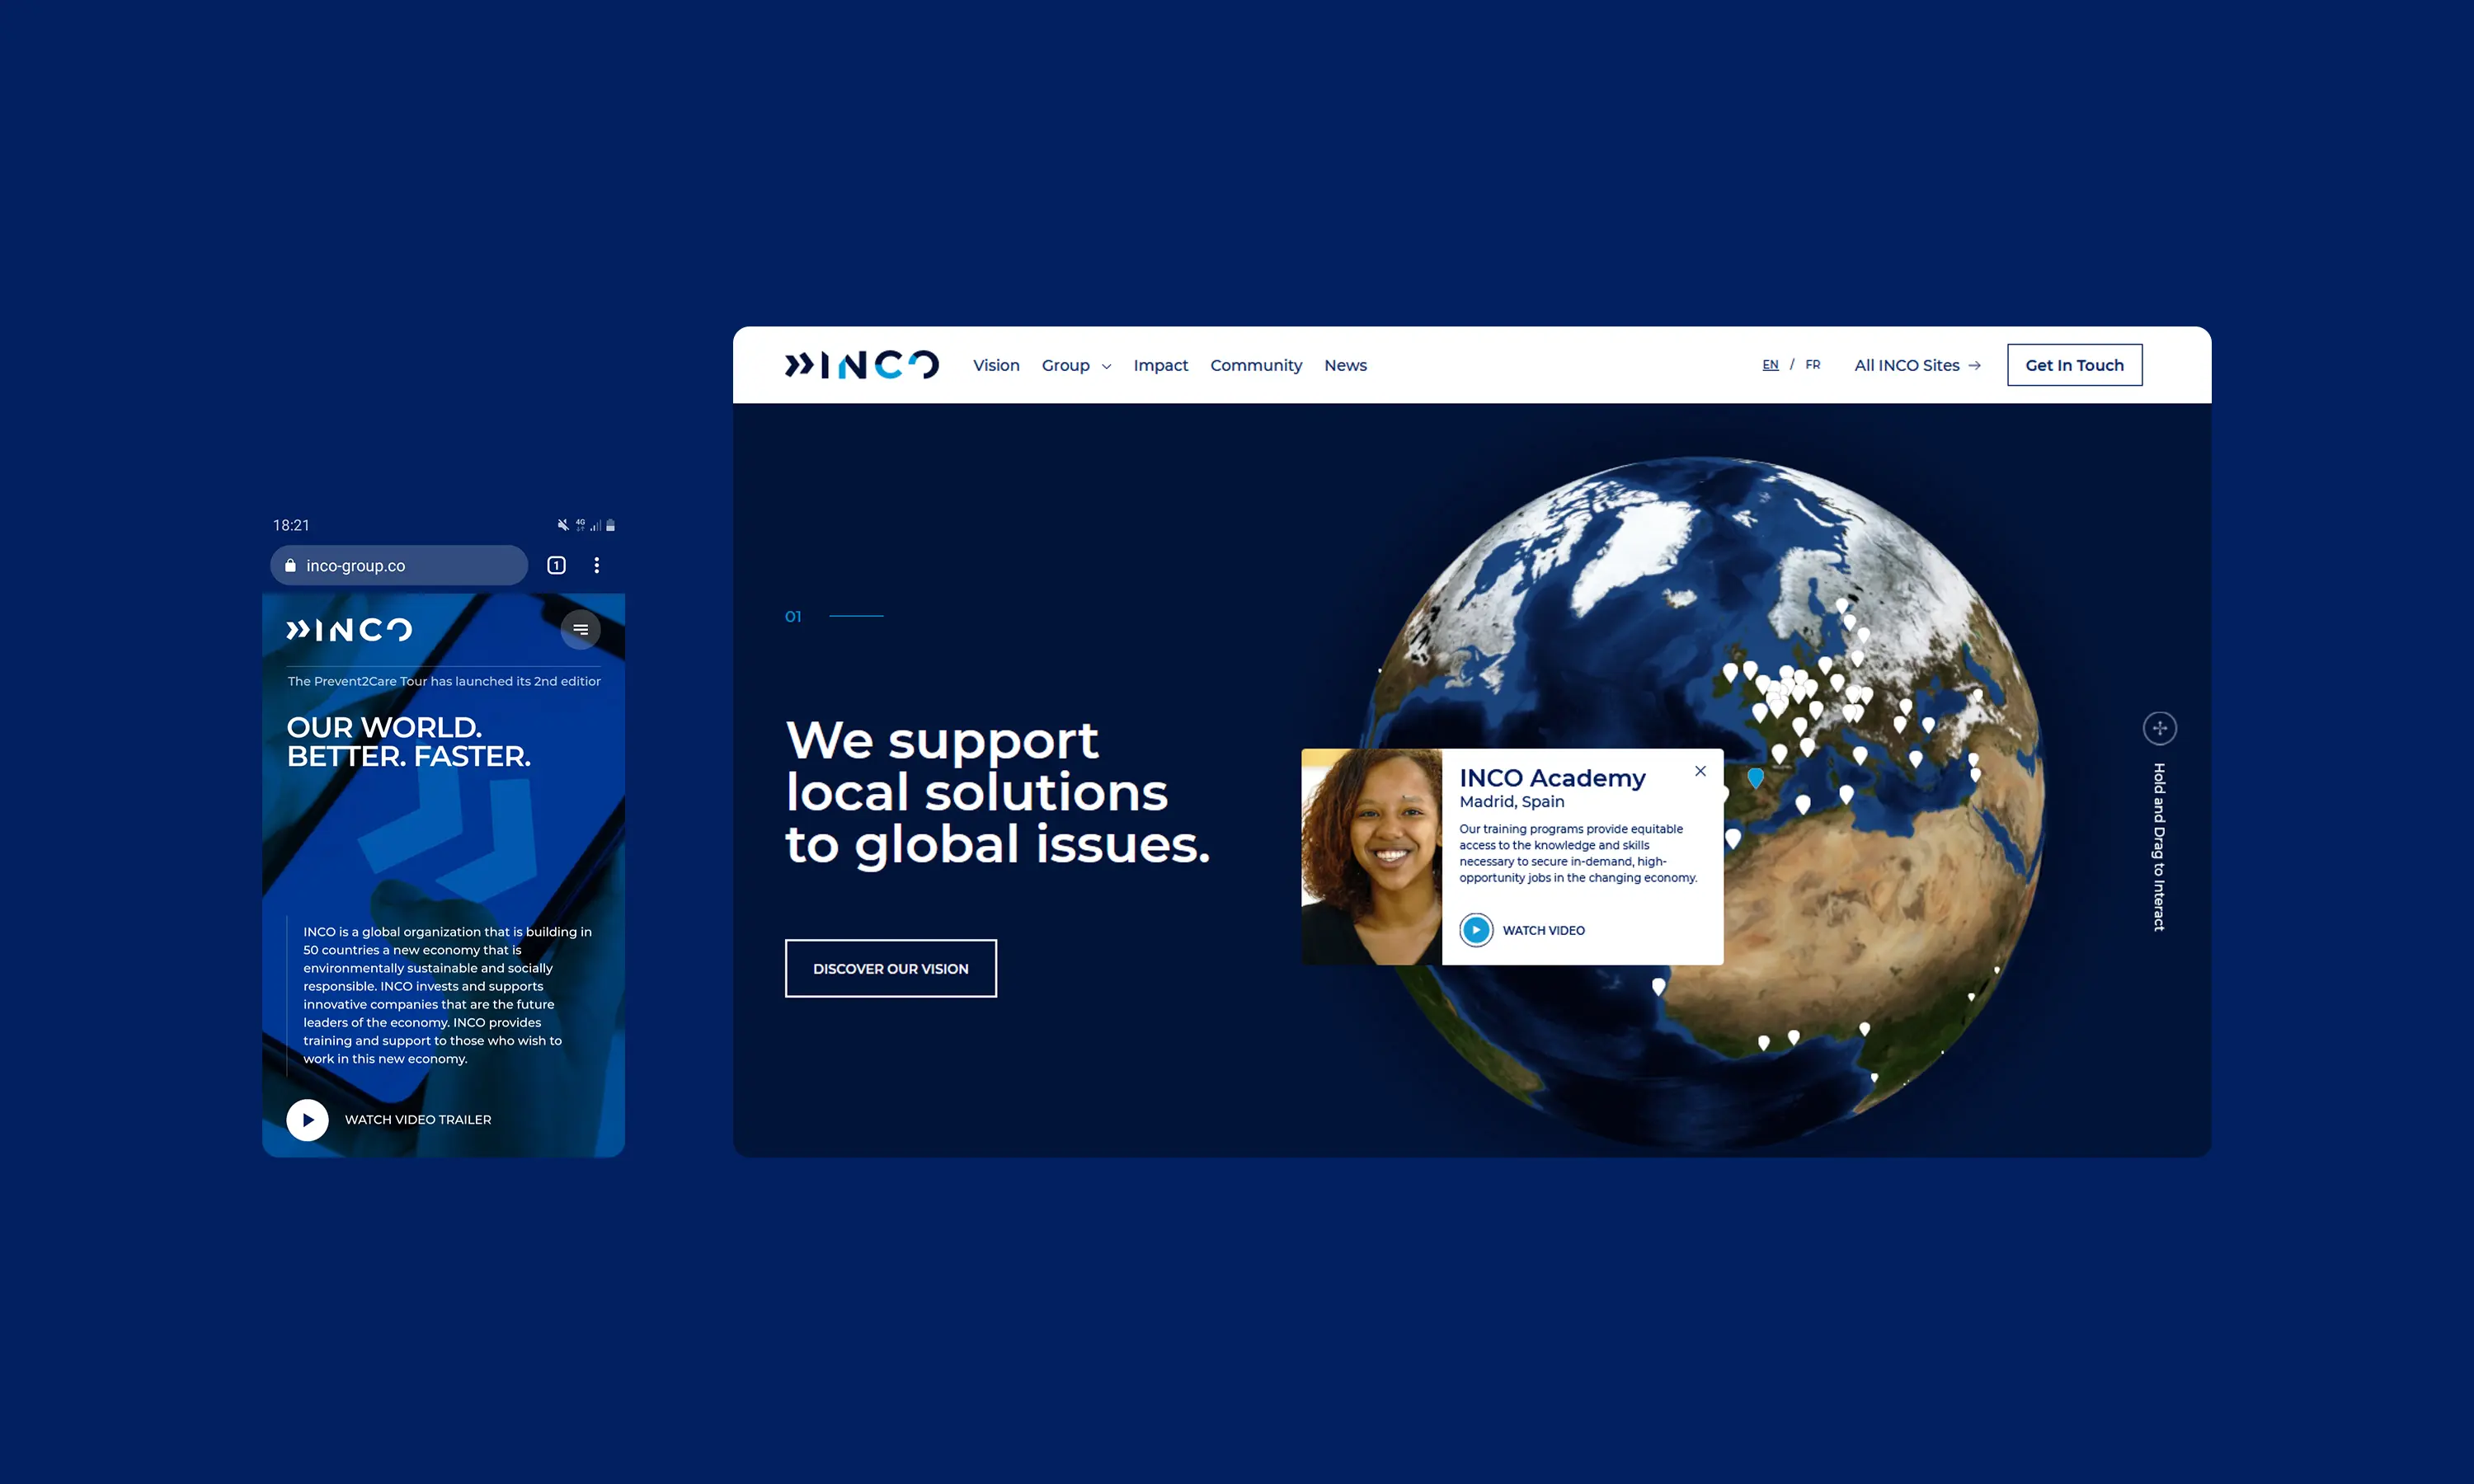 18:21
4G
inco-group.co
1
INCO
The Prevent2Care Tour has launched its 2nd editior
OUR WORLD.
BETTER. FASTER.
INCO is a global organization that is building in
50 countries a new economy that is
environmentally sustainable and socially
responsible. INCO invests and supports
innovative companies that are the future
leaders of the economy. INCO provides
training and support to those who wish to
work in this new economy.
WATCH VIDEO TRAILER
INCO
Vision Group Impact Community News
EN / FR
All INCO Sites →
Get In Touch
01
We support
local solutions
to global issues.
DISCOVER OUR VISION
INCO Academy
Madrid, Spain
Our training programs provide equitable
access to the knowledge and skills
necessary to secure in-demand, high-
opportunity jobs in the changing economy.
WATCH VIDEO
Hold and Drag to Interact